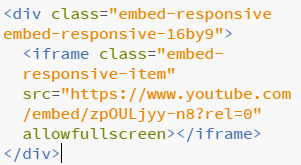 <div class="embed-responsive
embed-responsive-16by9">
<iframe class="embed-
responsive-item"
src="https://www.youtube.com
/embed/zpOULjyy-n8?rel=0"
allowfullscreen></iframe>
</div>